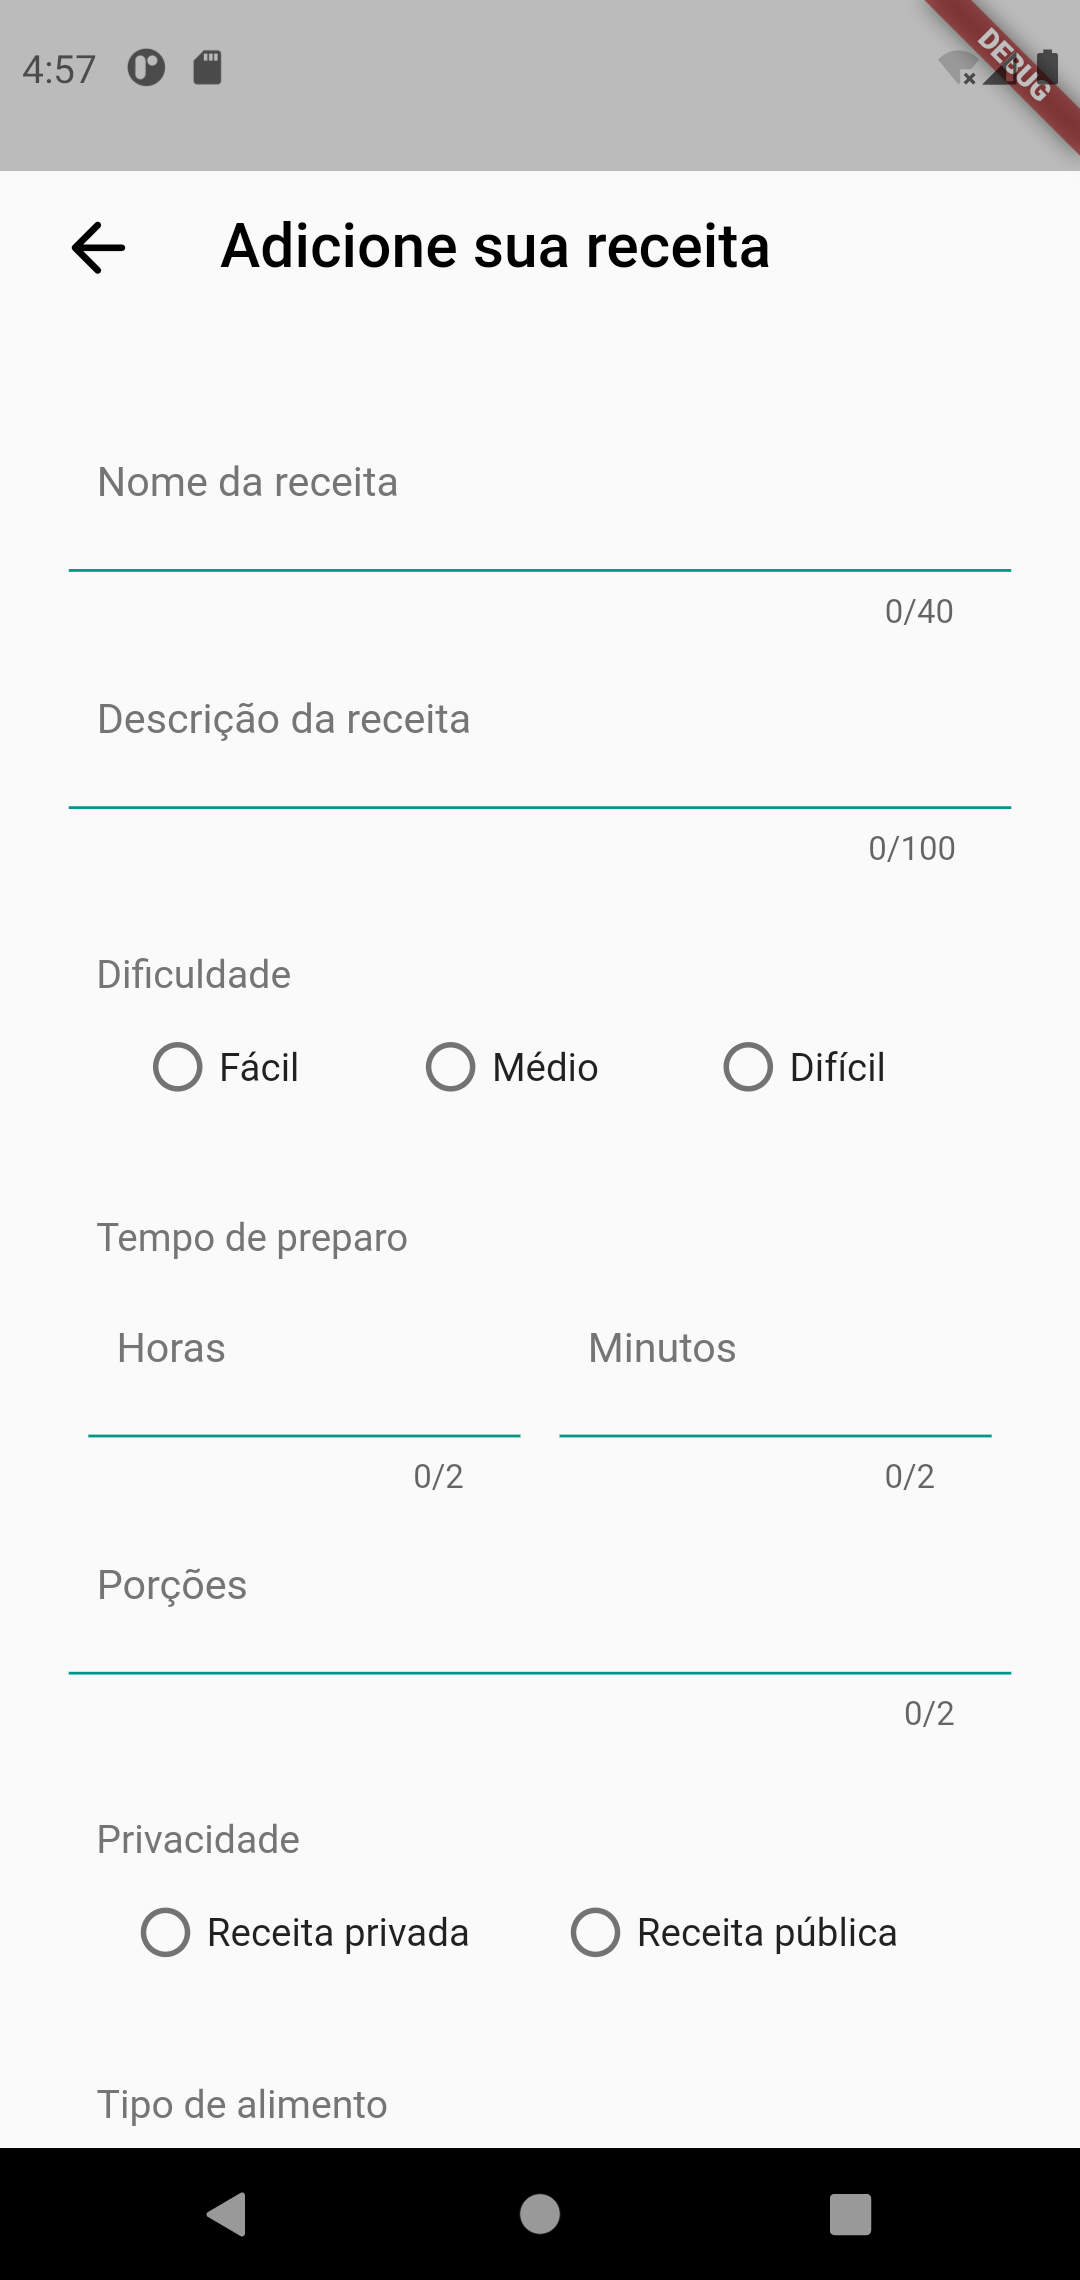 4:57
DEBUG
Adicione sua receita
Nome da receita
0/40
Descrição da receita
0/100
Dificuldade
Fácil Médio Difícil
Tempo de preparo
Horas Minutos
0/2 0/2
Porções
0/2
Privacidade
Receita privada Receita pública
Tipo de alimento